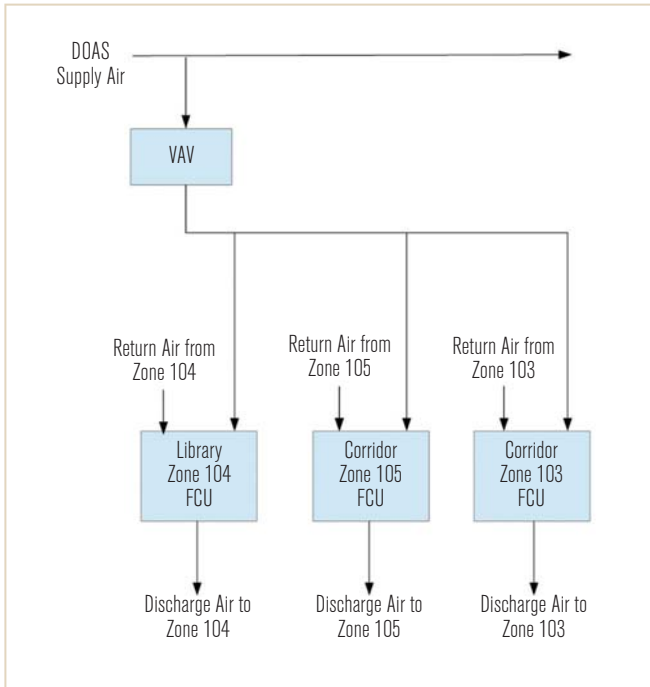 DOAS
Supply Air
VAV
Return Air from
Zone 104
Return Air from
Zone 105
Return Air from
Zone 103
Library
Zone 104
FCU
Corridor
Zone 105
FCU
Corridor
Zone 103
FCU
Discharge Air to
Zone 104
Discharge Air to
Zone 105
Discharge Air to
Zone 103